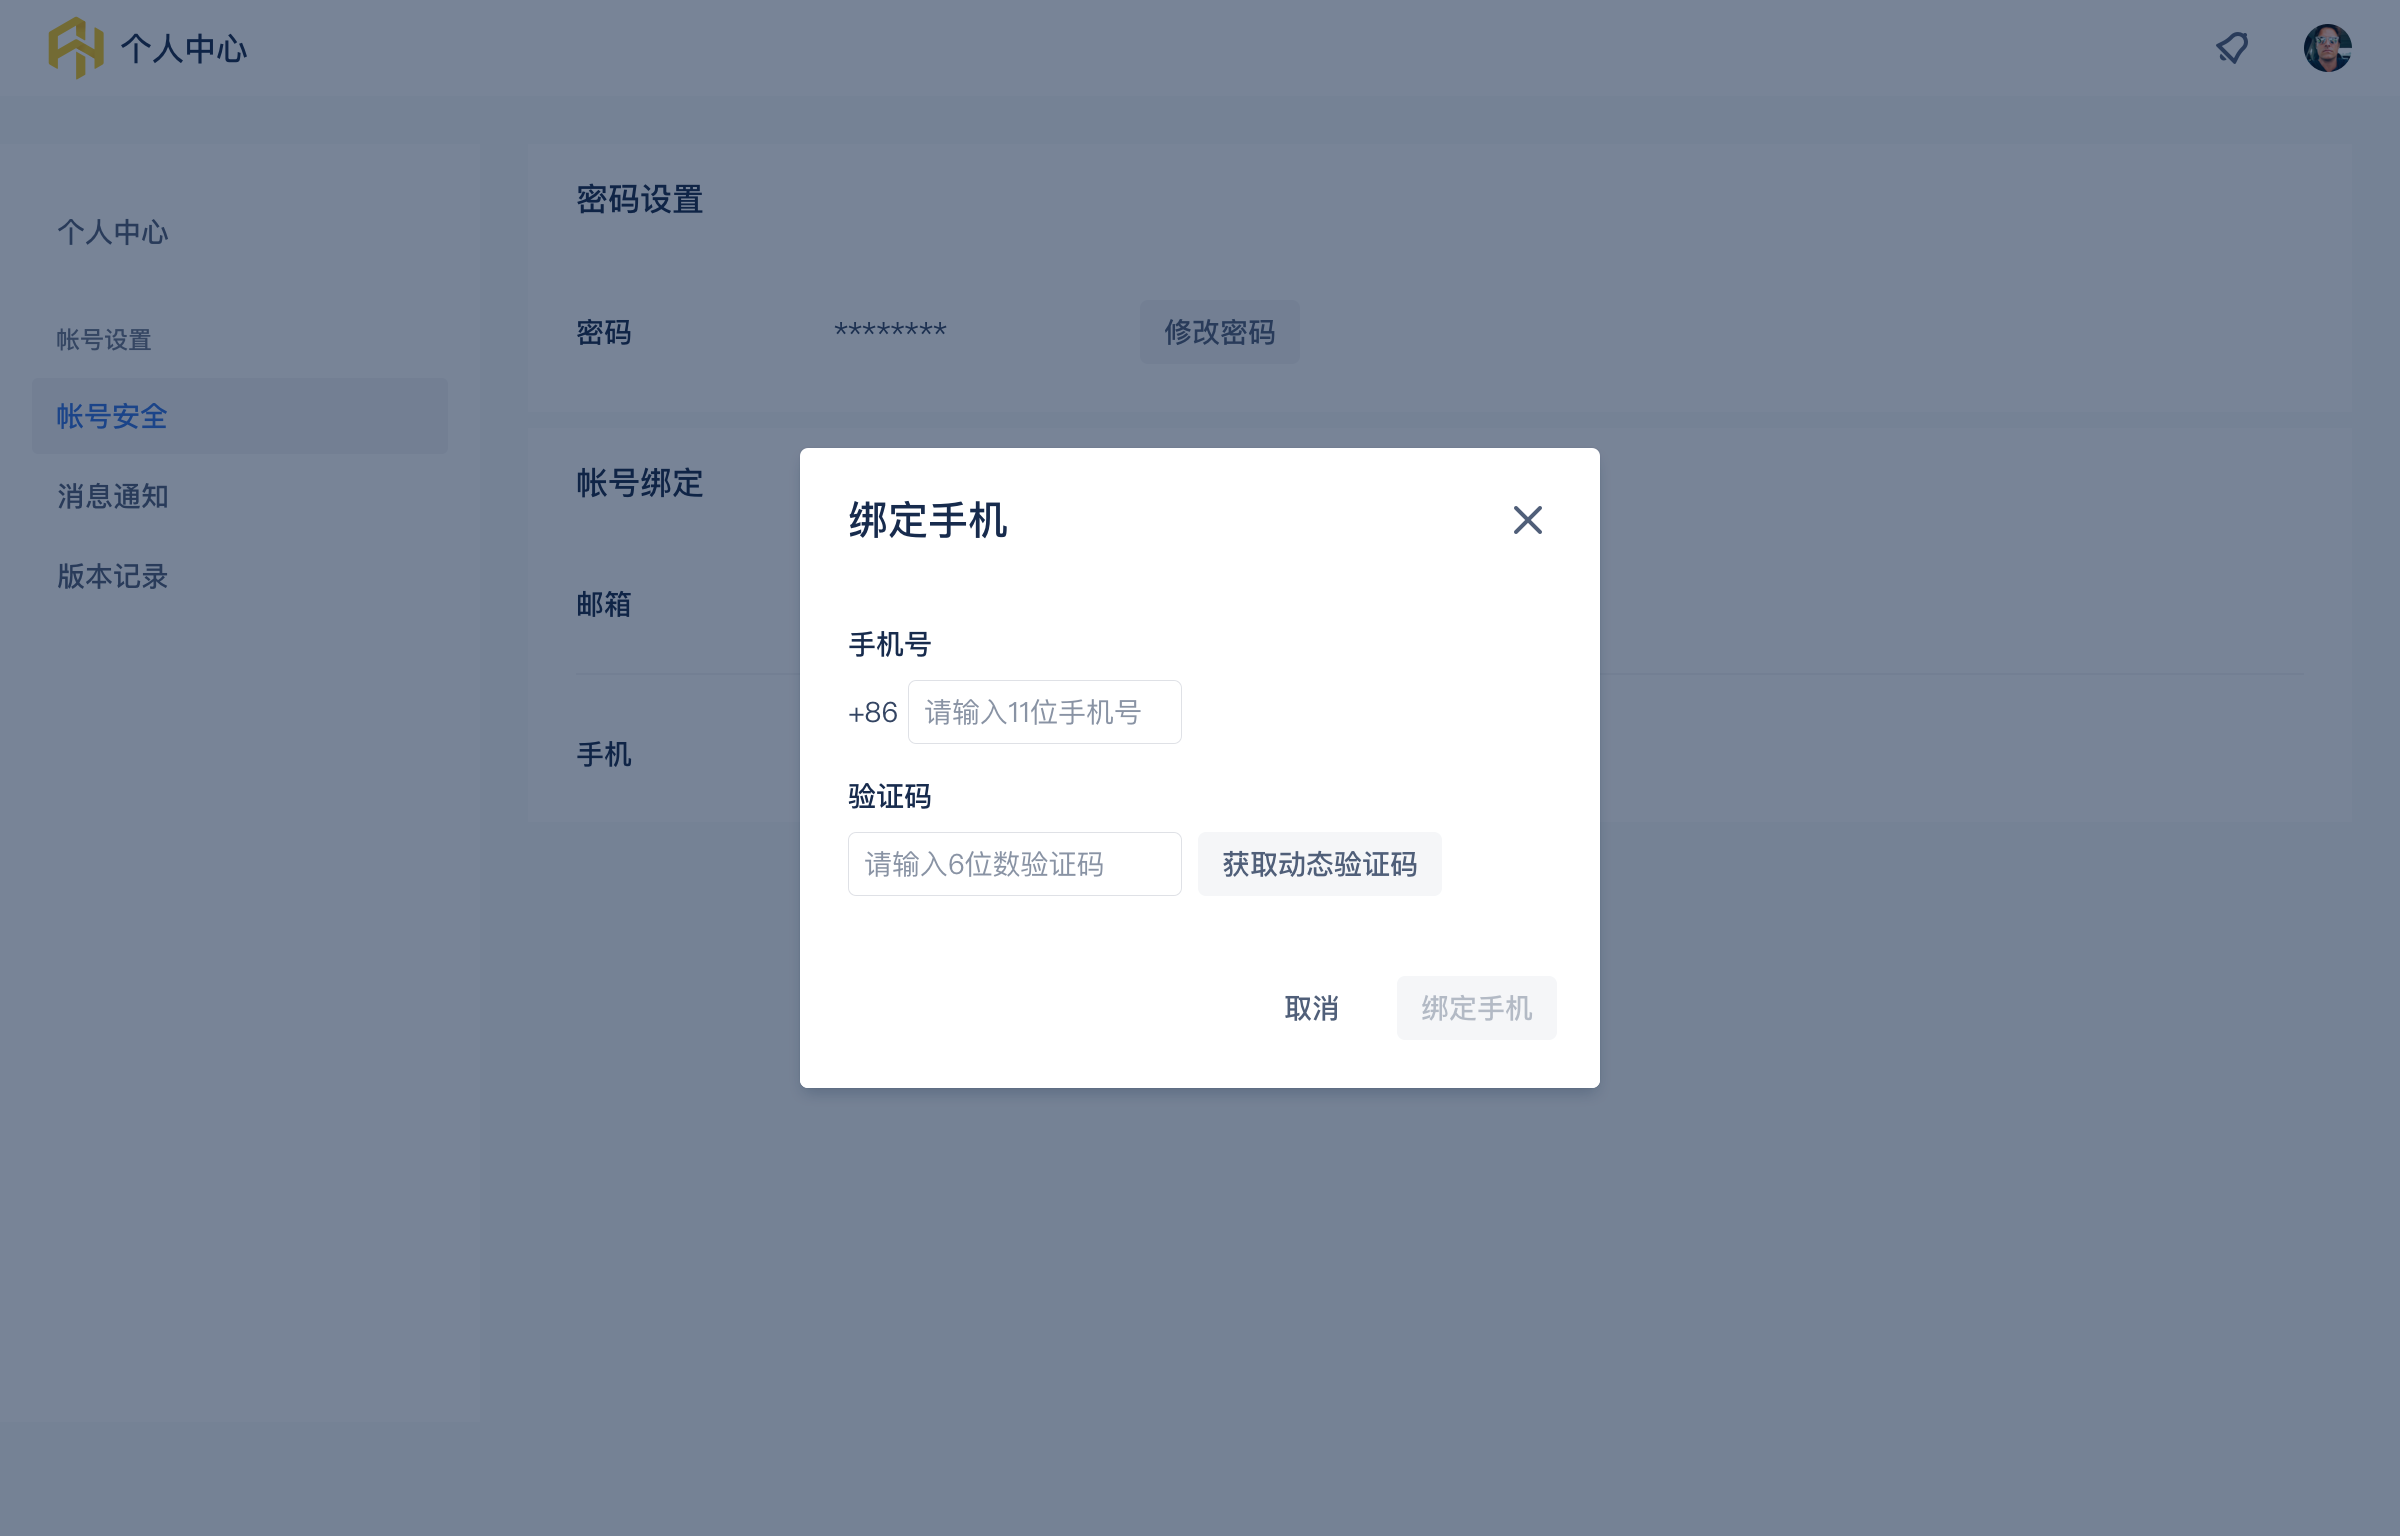 个人中心
个人中心
帐号设置
帐号安全
消息通知
版本记录
密码设置
密码
********
修改密码
帐号绑定
邮箱
手机
绑定手机
手机号
+86 请输入11位手机号
验证码
请输入6位数验证码
获取动态验证码
取消
绑定手机